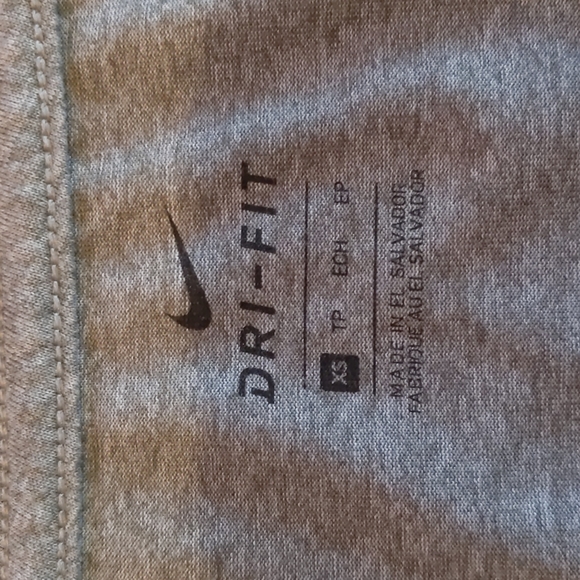 DRI-FIT
XS TP ECH EP
MADE IN EL SALVADOR
FABRIQUE AU EL SALVADOR